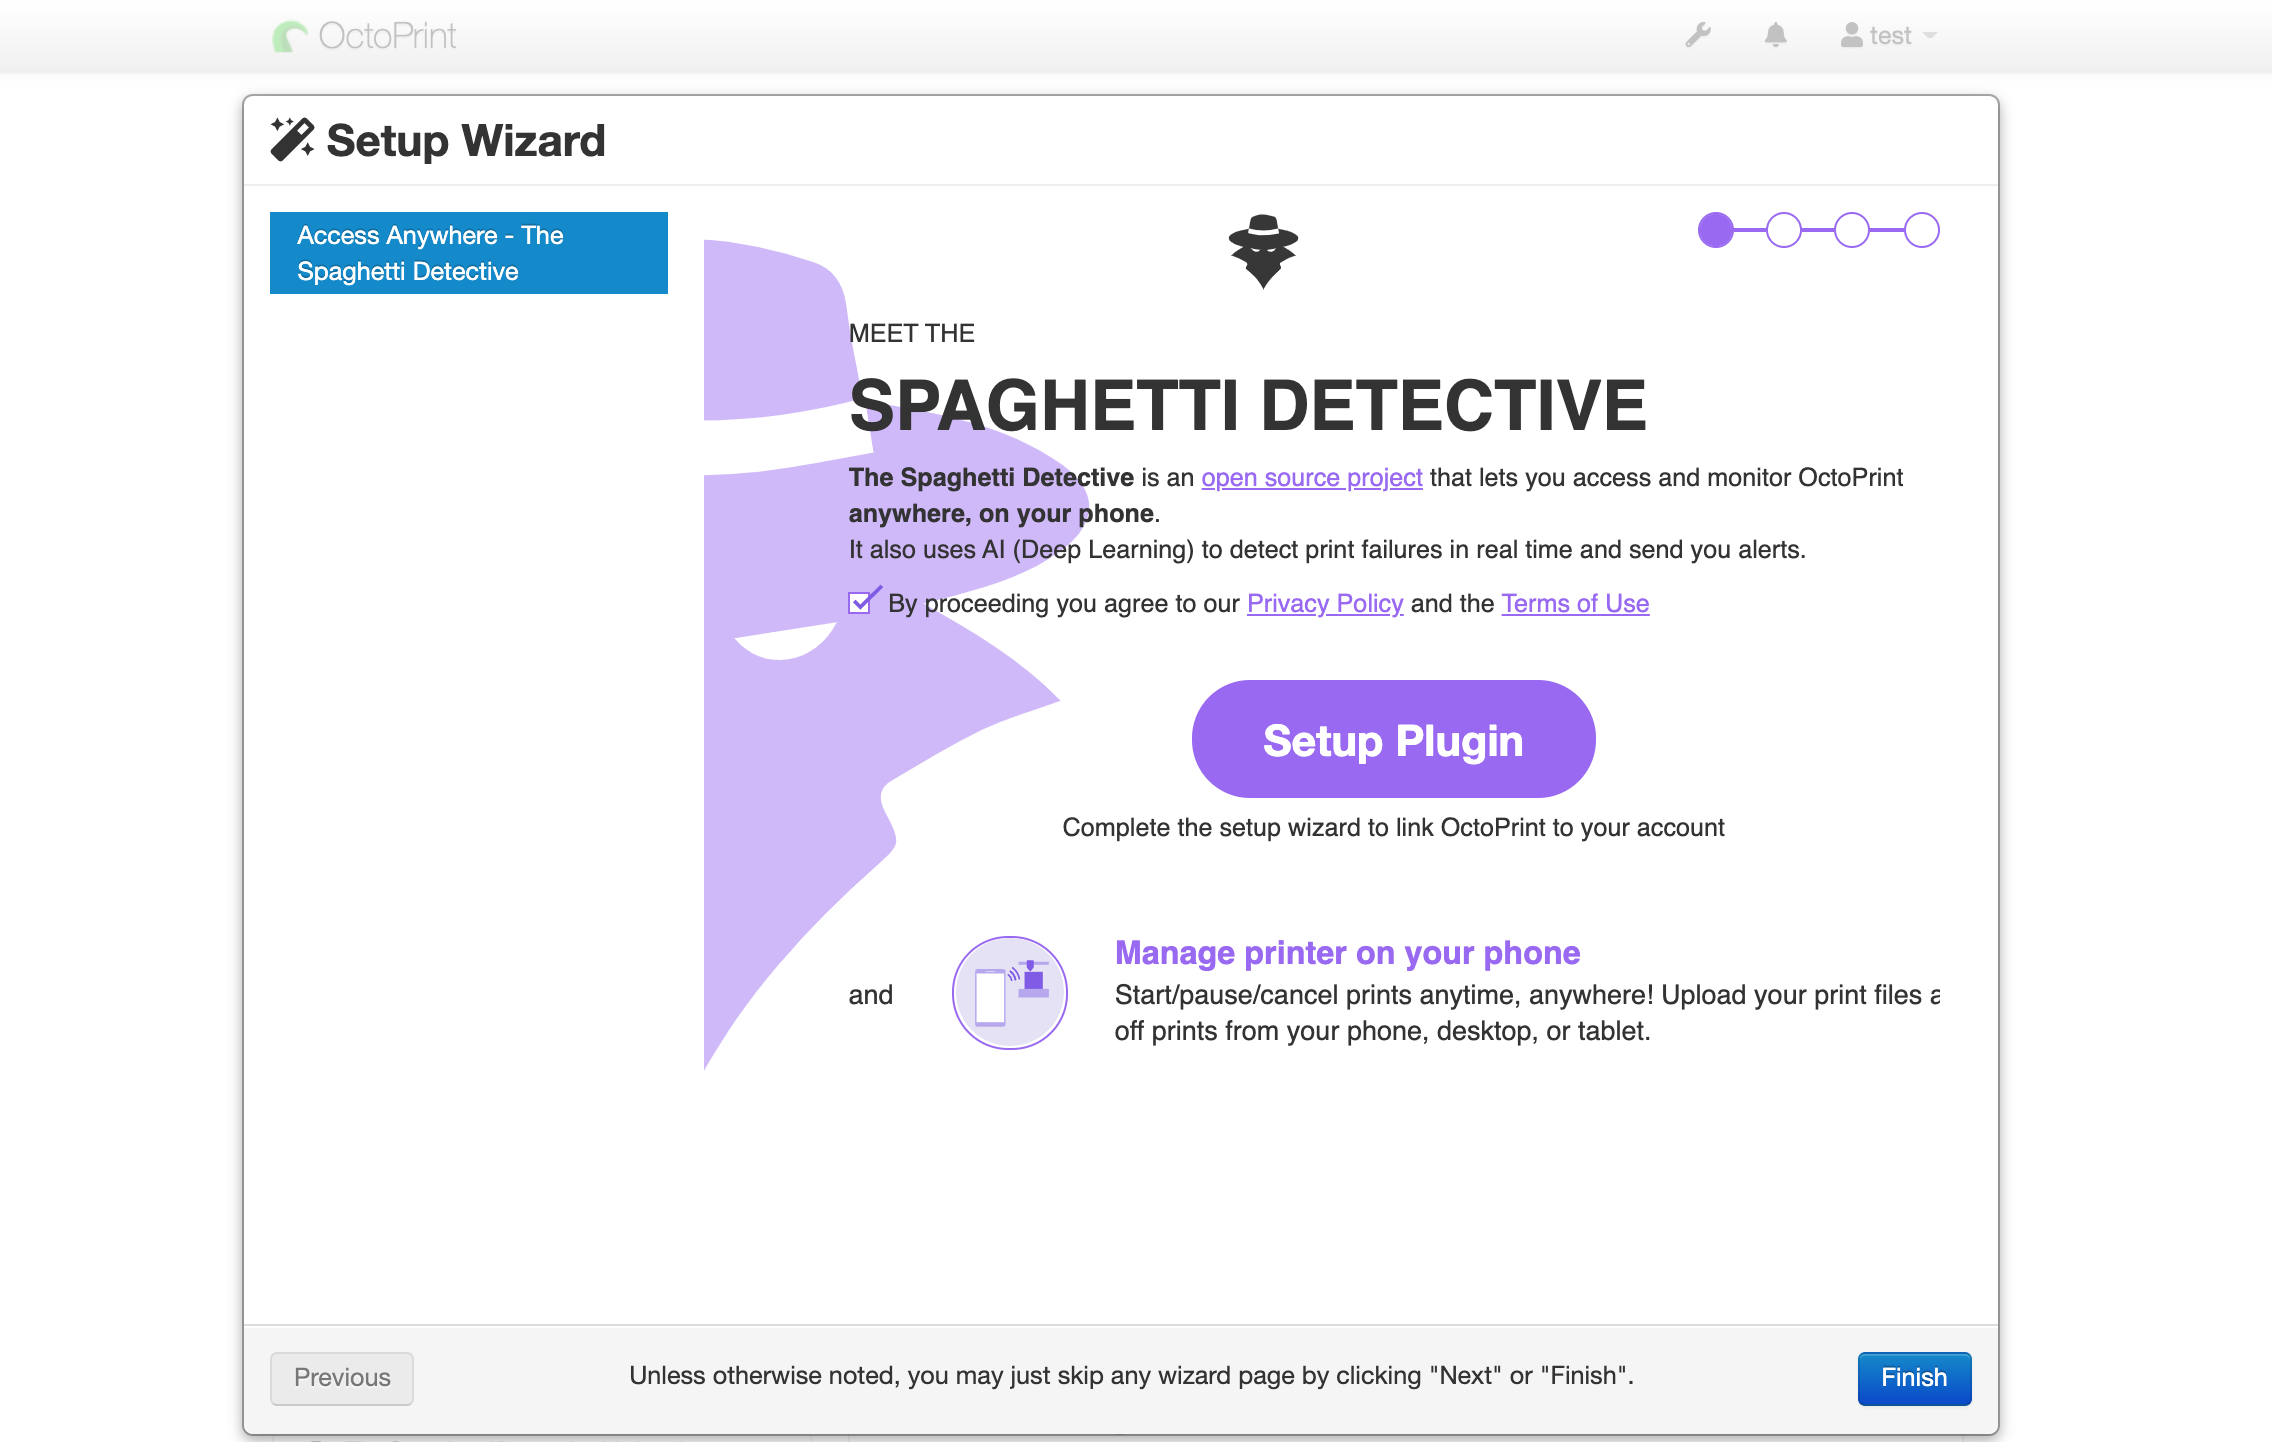 OctoPrint
test
Setup Wizard
Access Anywhere - The
Spaghetti Detective
MEET THE
SPAGHETTI DETECTIVE
The Spaghetti Detective is an open source project that lets you access and monitor OctoPrint
anywhere, on your phone.
It also uses AI (Deep Learning) to detect print failures in real time and send you alerts.
By proceeding you agree to our Privacy Policy and the Terms of Use
Setup Plugin
Complete the setup wizard to link OctoPrint to your account
Manage printer on your phone
and
Start/pause/cancel prints anytime, anywhere! Upload your print files
off prints from your phone, desktop, or tablet.
Previous
Unless otherwise noted, you may just skip any wizard page by clicking "Next" or "Finish".
Finish